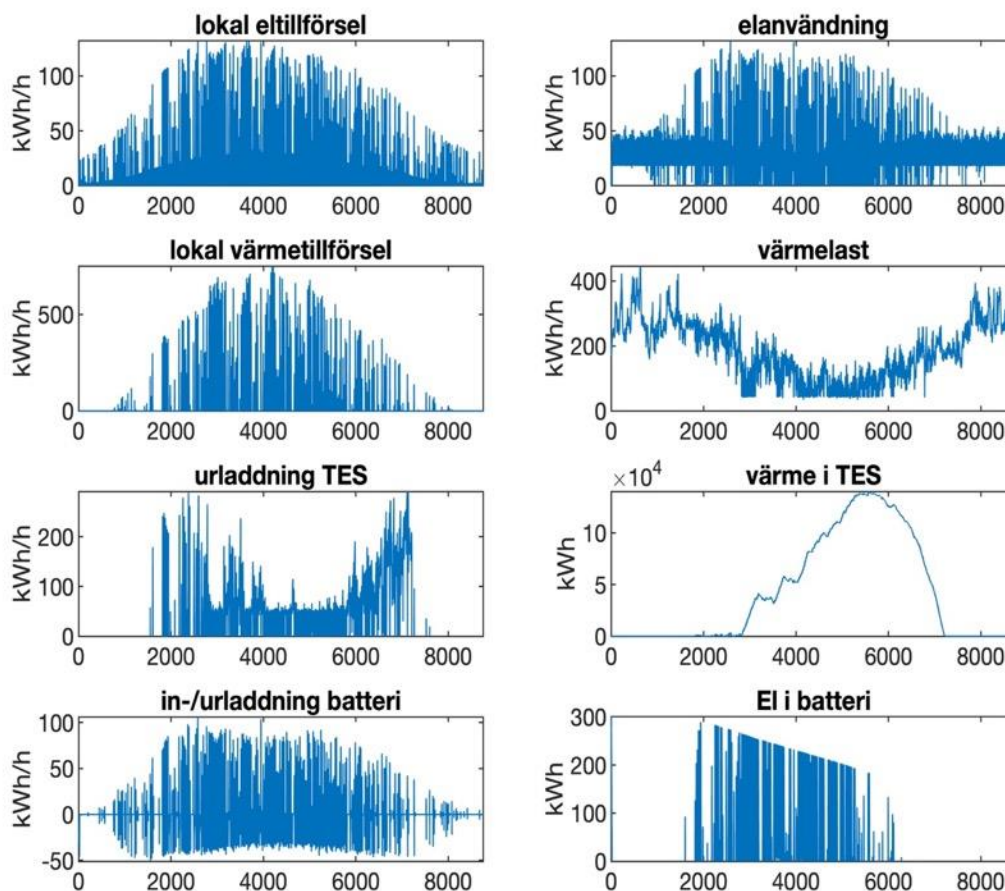 lokal eltillförsel
kWh/h
100
50
0
0 2000 4000 6000 8000
elanvändning
kWh/h
100
50
0
0 2000 4000 6000 8000
lokal värmetillförsel
kWh/h
500
0
0 2000 4000 6000 8000
värmelast
kWh/h
400
200
0
0 2000 4000 6000 8000
urladdning TES
kWh/h
200
100
0
0 2000 4000 6000 8000
×10⁴
värme i TES
kWh
10
5
0
0 2000 4000 6000 8000
in-/urladdning batteri
kWh/h
100
50
0
-50
0 2000 4000 6000 8000
El i batteri
kWh
300
200
100
0
0 2000 4000 6000 8000